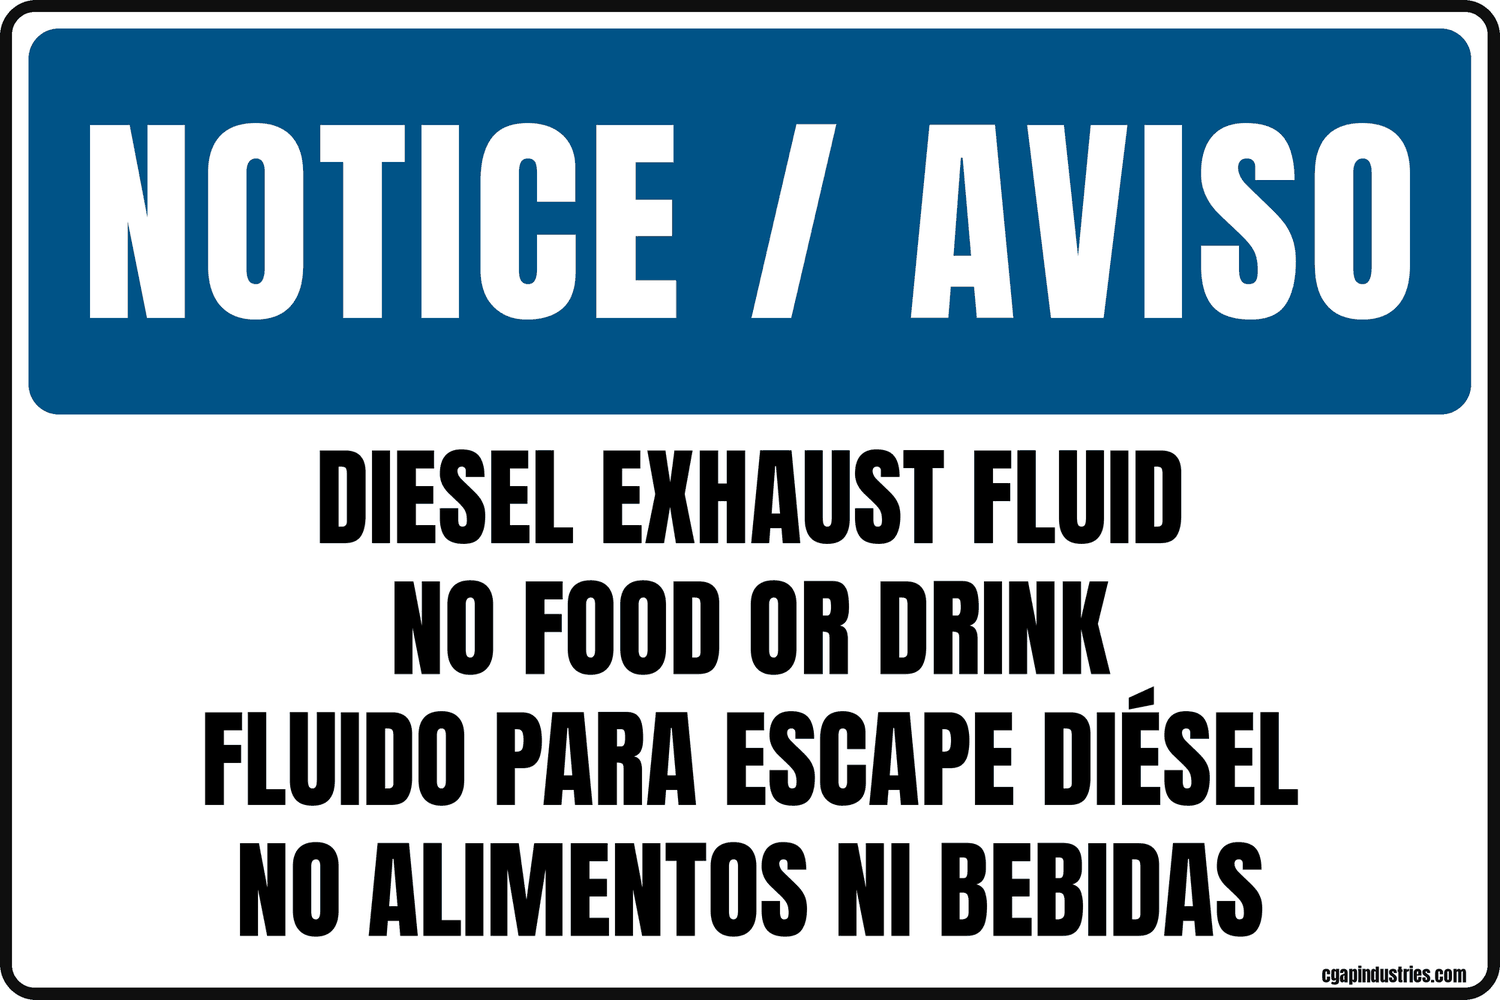 NOTICE / AVISO
DIESEL EXHAUST FLUID
NO FOOD OR DRINK
FLUIDO PARA ESCAPE DIÉSEL
NO ALIMENTOS NI BEBIDAS
cgapindustries.com